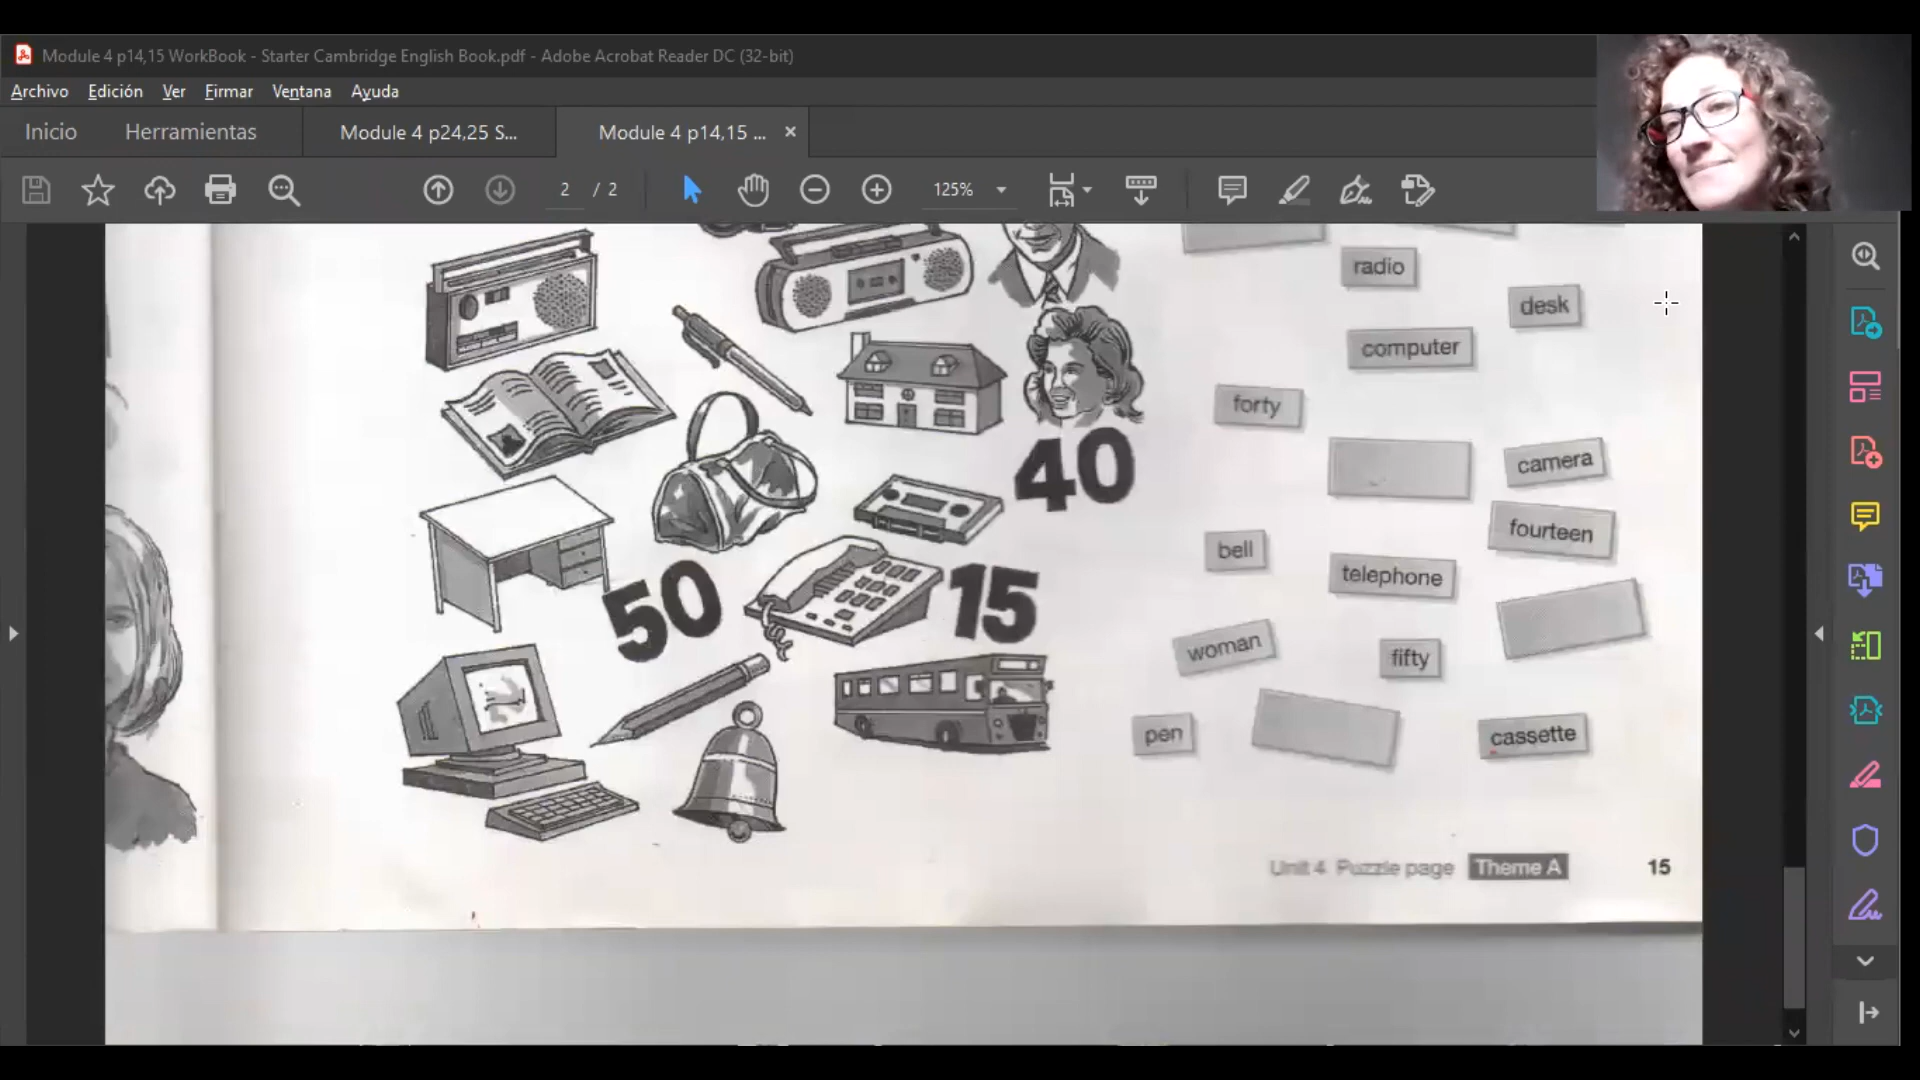 Module 4 p14,15 WorkBook - Starter Cambridge English Book.pdf - Adobe Acrobat Reader DC (32-bit)
Archivo Edición Ver Firmar Ventana Ayuda
Inicio Herramientas Module 4 p24,25 S... Module 4 p14,15 ...
2 / 2 125%
radio
desk
computer
forty
40
camera
fourteen
bell
telephone
50
15
woman
fifty
pen
cassette
Unit 4 Puzzle page Theme A 15